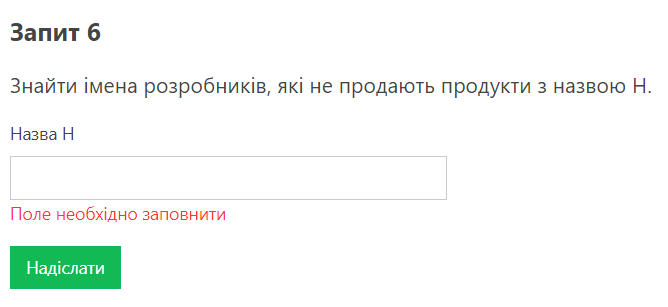 Запит 6
Знайти імена розробників, які не продають продукти з назвою Н.
Назва Н
Поле необхідно заповнити
Надіслати